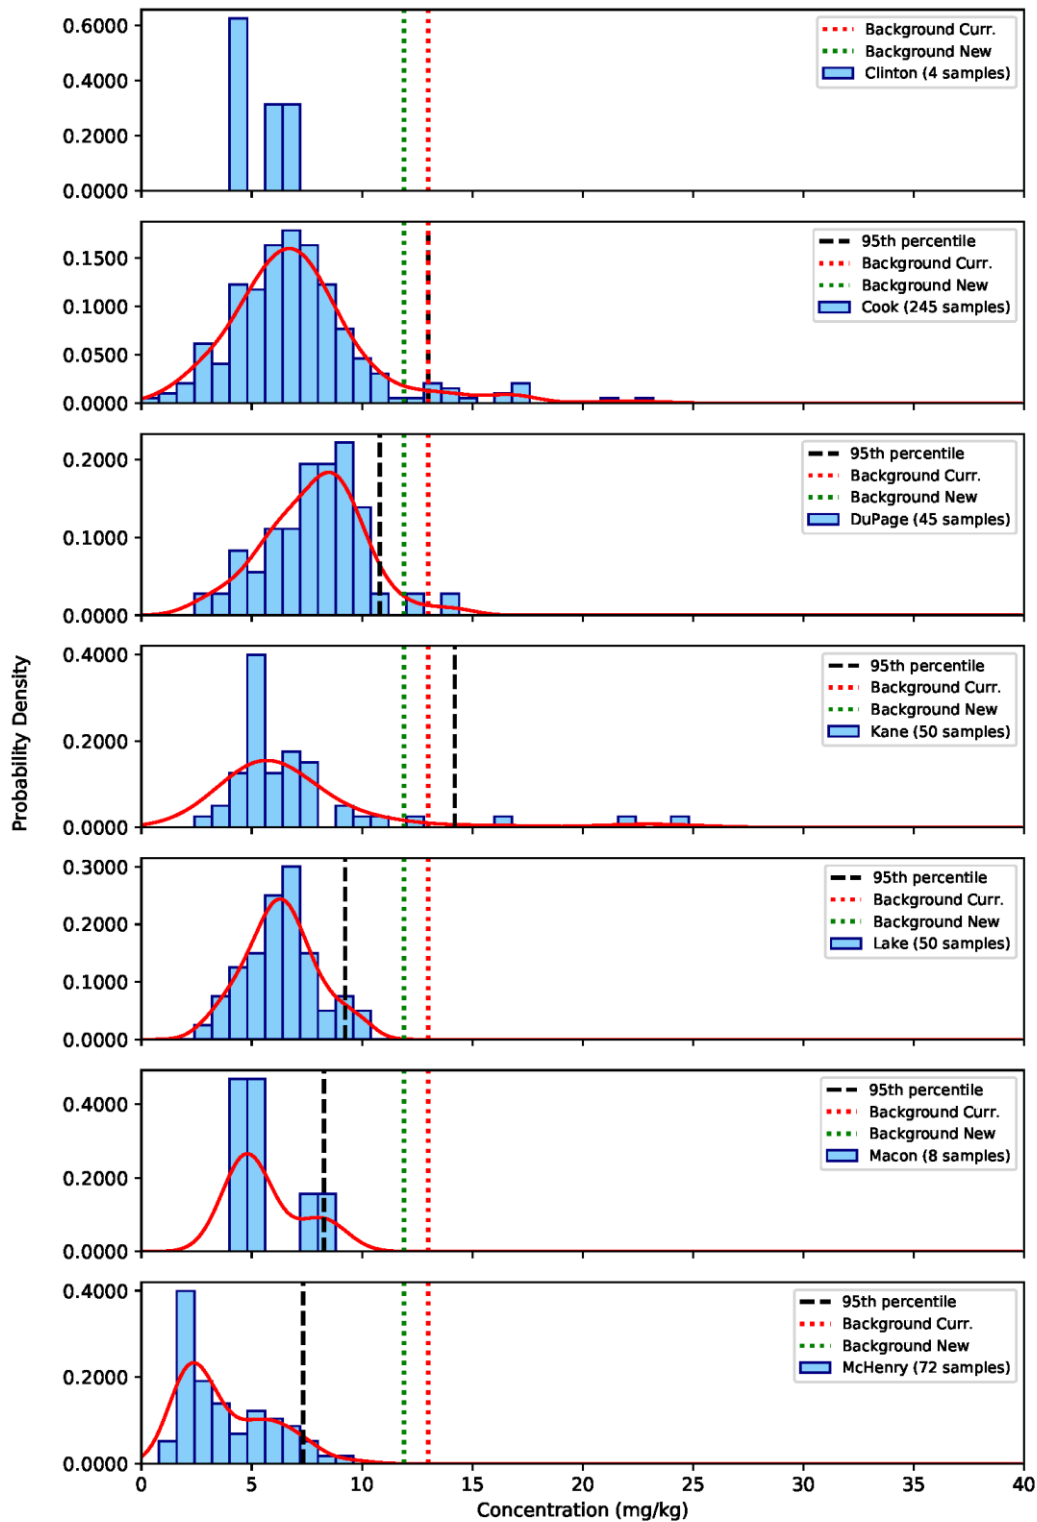 0.6000
0.4000
0.2000
0.0000
Background Curr.
Background New
Clinton (4 samples)
0.1500
0.1000
0.0500
0.0000
95th percentile
Background Curr.
Background New
Cook (245 samples)
0.2000
0.1000
0.0000
95th percentile
Background Curr.
Background New
DuPage (45 samples)
Probability Density
0.4000
0.2000
0.0000
95th percentile
Background Curr.
Background New
Kane (50 samples)
0.3000
0.2000
0.1000
0.0000
95th percentile
Background Curr.
Background New
Lake (50 samples)
0.4000
0.2000
0.0000
95th percentile
Background Curr.
Background New
Macon (8 samples)
0.4000
0.2000
0.0000
95th percentile
Background Curr.
Background New
McHenry (72 samples)
0 5 10 15 20 25 30 35 40
Concentration (mg/kg)